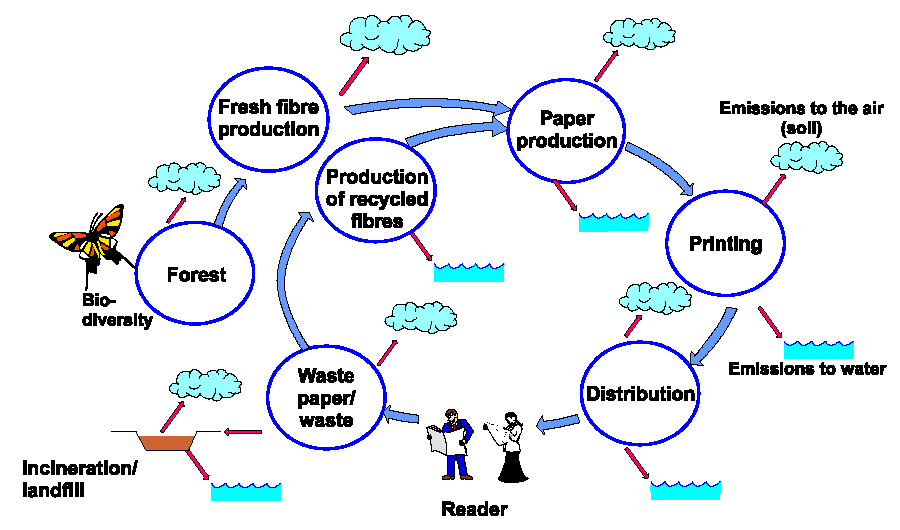 Fresh fibre
production
Paper
production
Emissions to the air
(soil)
Production
of recycled
fibres
Printing
Forest
Bio-
diversity
Emissions to water
Waste
paper/
waste
Distribution
Incineration/
landfill
Reader